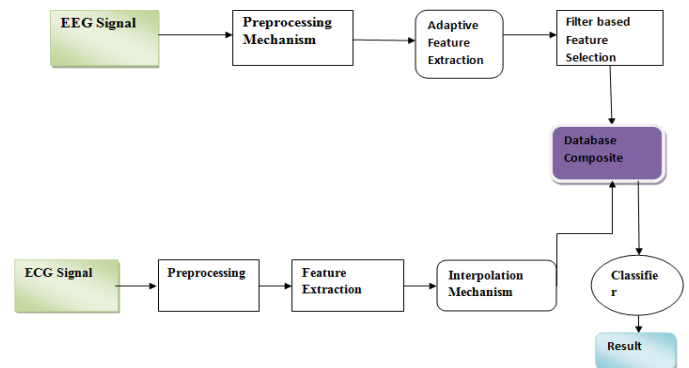 EEG Signal
Preprocessing
Mechanism
Adaptive
Feature
Extraction
Filter based
Feature
Selection
Database
Composite
ECG Signal
Preprocessing
Feature
Extraction
Interpolation
Mechanism
Classifie
r
Result